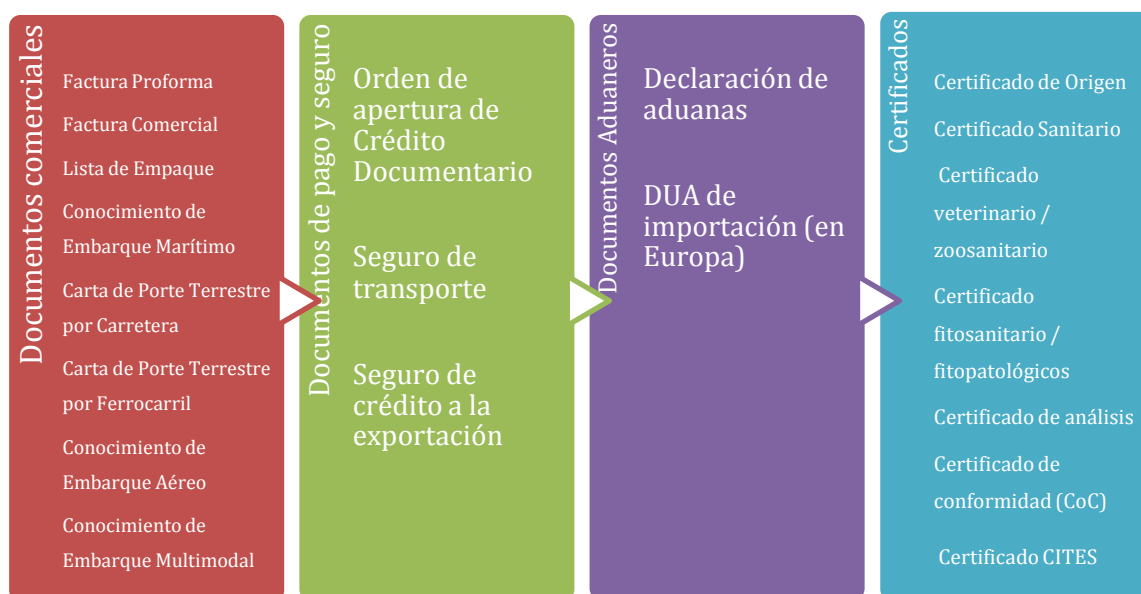 Documentos comerciales
Factura Proforma
Factura Comercial
Lista de Empaque
Conocimiento de
Embarque Marítimo
Carta de Porte Terrestre
por Carretera
Carta de Porte Terrestre
por Ferrocarril
Conocimiento de
Embarque Aéreo
Conocimiento de
Embarque Multimodal
Documentos de pago y seguro
Orden de
apertura de
Crédito
Documentario
Seguro de
transporte
Seguro de
crédito a la
exportación
Documentos Aduaneros
Declaración de
aduanas
DUA de
importación (en
Europa)
Certificados
Certificado de Origen
Certificado Sanitario
Certificado
veterinario /
zoosanitario
Certificado
fitosanitario /
fitopatológicos
Certificado de análisis
Certificado de
conformidad (CoC)
Certificado CITES